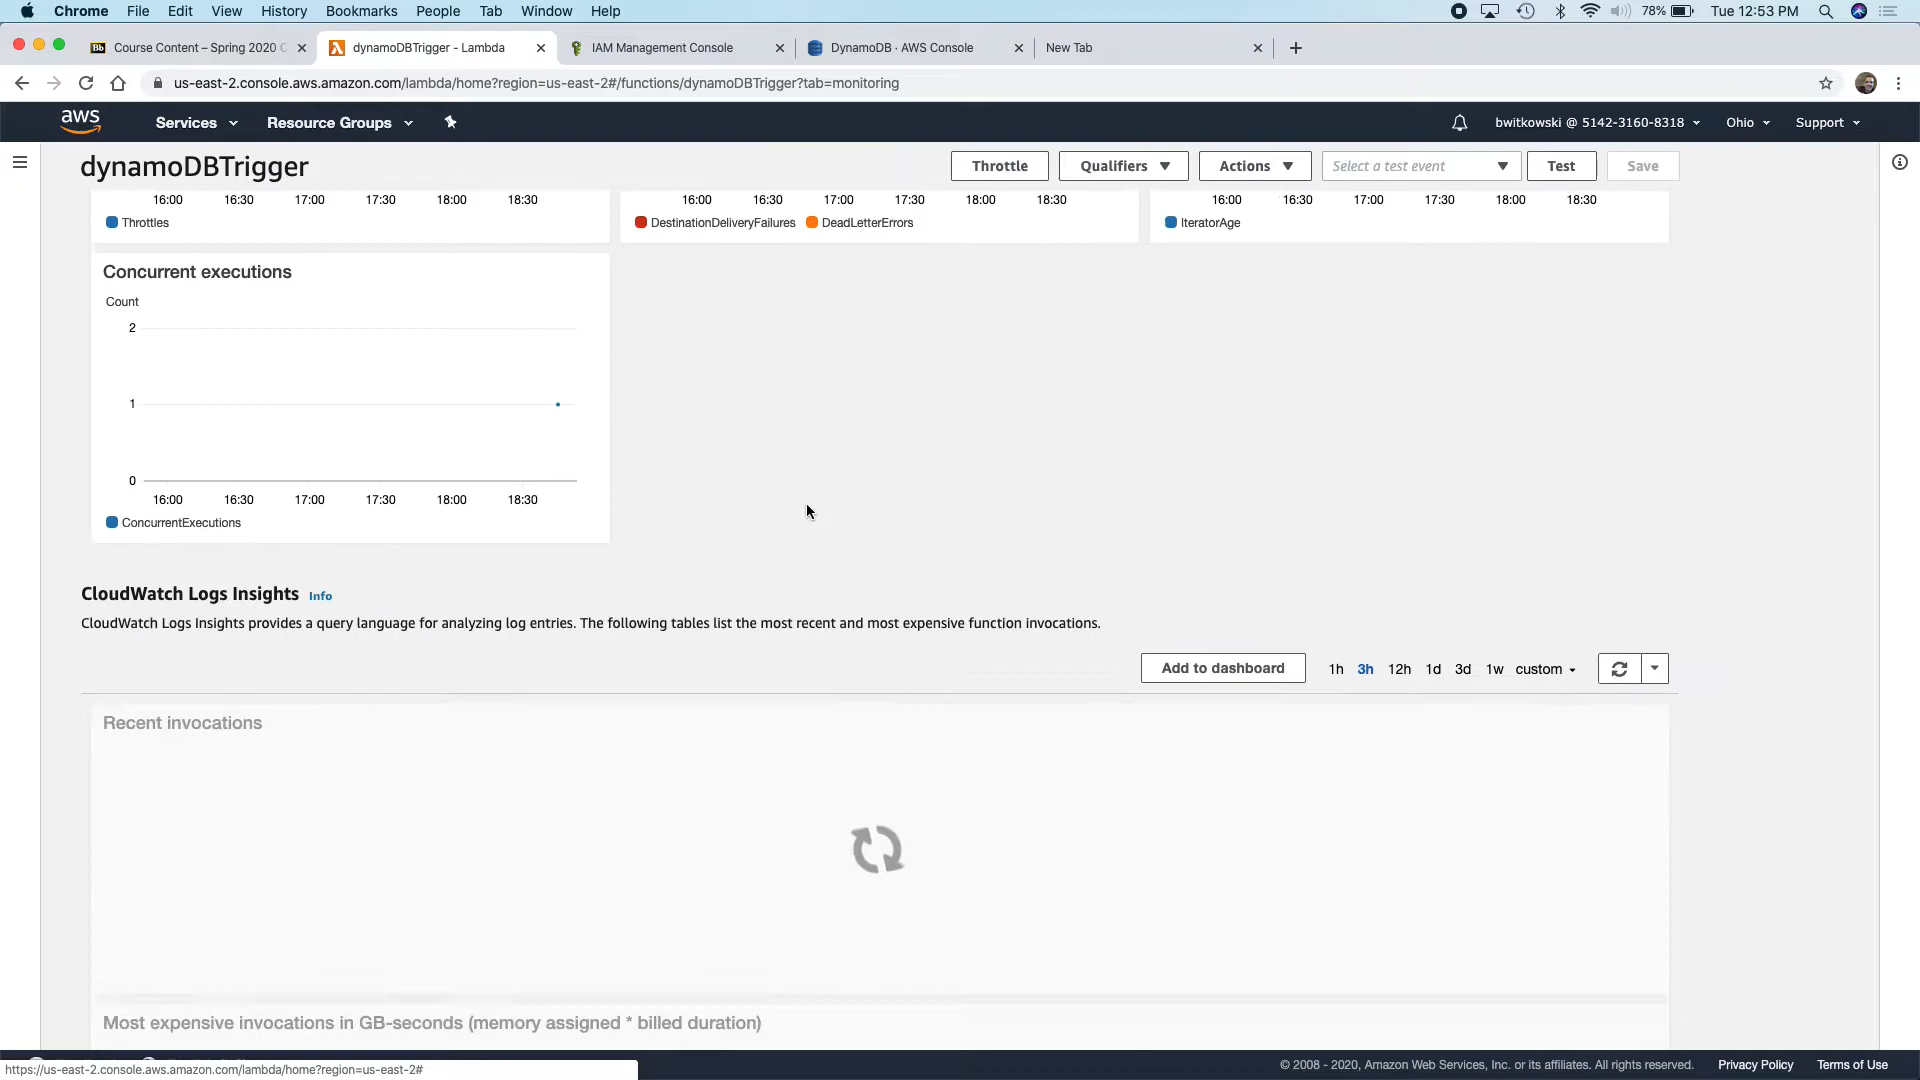 Chrome File Edit View History Bookmarks People Tab Window Help 78% Tue 12:53 PM
Bb Course Content – Spring 2020 C dynamoDBTrigger - Lambda IAM Management Console DynamoDB · AWS Console New Tab
us-east-2.console.aws.amazon.com/lambda/home?region=us-east-2#/functions/dynamoDBTrigger?tab=monitoring
aws Services Resource Groups bwitkowski @ 5142-3160-8318 Ohio Support
dynamoDBTrigger Throttle Qualifiers Actions Select a test event Test Save
16:00 16:30 17:00 17:30 18:00 18:30 16:00 16:30 17:00 17:30 18:00 18:30 16:00 16:30 17:00 17:30 18:00 18:30
Throttles DestinationDeliveryFailures DeadLetterErrors IteratorAge
Concurrent executions
Count
2
1
0
16:00 16:30 17:00 17:30 18:00 18:30
ConcurrentExecutions
CloudWatch Logs Insights Info
CloudWatch Logs Insights provides a query language for analyzing log entries. The following tables list the most recent and most expensive function invocations.
Add to dashboard 1h 3h 12h 1d 3d 1w custom
Recent invocations
Most expensive invocations in GB-seconds (memory assigned * billed duration)
https://us-east-2.console.aws.amazon.com/lambda/home?region=us-east-2# © 2008 - 2020, Amazon Web Services, Inc. or its affiliates. All rights reserved. Privacy Policy Terms of Use